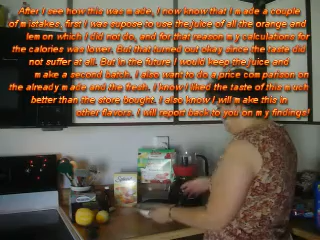 After I see how this was made, I now know that I made a couple
of mistakes, first I was supose to use the juice of all the orange and
lemon which I did not do, and for that reason my calculations for
the calories was lower. But that turned out okay since the taste did
not suffer at all. But in the future I would keep the juice and
make a second batch. I also want to do a price comparison on
the already made and the fresh. I know I liked the taste of this much
better than the store bought. I also know I will make this in
other flavors. I will report back to you on my findings!